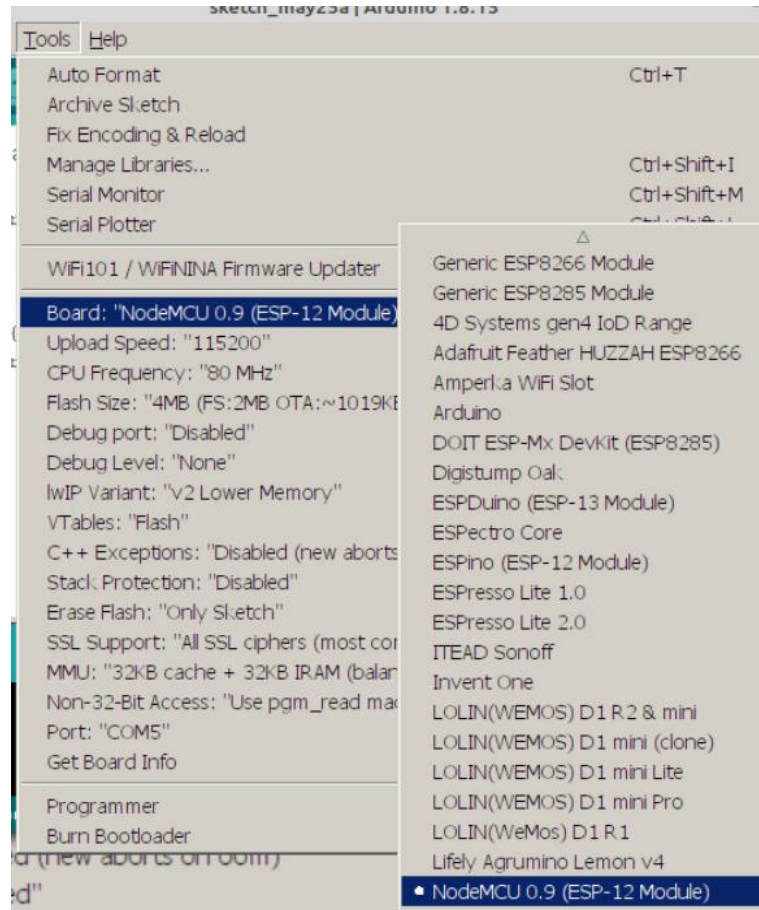 sketch_may25a | Arduino 1.8.15
Tools Help
Auto Format Ctrl+T
Archive Sketch
Fix Encoding & Reload
Manage Libraries... Ctrl+Shift+I
Serial Monitor Ctrl+Shift+M
Serial Plotter
WiFi101 / WiFiNINA Firmware Updater
Board: "NodeMCU 0.9 (ESP-12 Module)
Upload Speed: "115200"
CPU Frequency: "80 MHz"
Flash Size: "4MB (FS:2MB OTA:~1019KB
Debug port: "Disabled"
Debug Level: "None"
lwIP Variant: "v2 Lower Memory"
VTables: "Flash"
C++ Exceptions: "Disabled (new aborts
Stack Protection: "Disabled"
Erase Flash: "Only Sketch"
SSL Support: "All SSL ciphers (most cor
MMU: "32KB cache + 32KB IRAM (balan
Non-32-Bit Access: "Use pgm_read mac
Port: "COM5"
Get Board Info
Programmer
Burn Bootloader
Generic ESP8266 Module
Generic ESP8285 Module
4D Systems gen4 IoD Range
Adafruit Feather HUZZAH ESP8266
Amperka WiFi Slot
Arduino
DOIT ESP-Mx DevKit (ESP8285)
Digistump Oak
ESPDuino (ESP-13 Module)
ESPectro Core
ESPino (ESP-12 Module)
ESPresso Lite 1.0
ESPresso Lite 2.0
ITEAD Sonoff
Invent One
LOLIN(WEMOS) D1 R2 & mini
LOLIN(WEMOS) D1 mini (clone)
LOLIN(WEMOS) D1 mini Lite
LOLIN(WEMOS) D1 mini Pro
LOLIN(WeMos) D1 R1
Lifely Agrumino Lemon v4
NodeMCU 0.9 (ESP-12 Module)
(new aborts on oom)
ed"